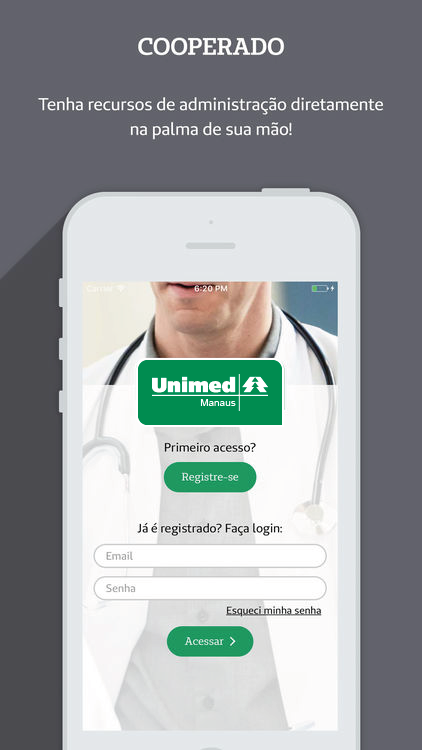 COOPERADO
Tenha recursos de administração diretamente
na palma de sua mão!
Carrier 6:20 PM
Unimed
Manaus
Primeiro acesso?
Registre-se
Já é registrado? Faça login:
Email
Senha
Esqueci minha senha
Acessar